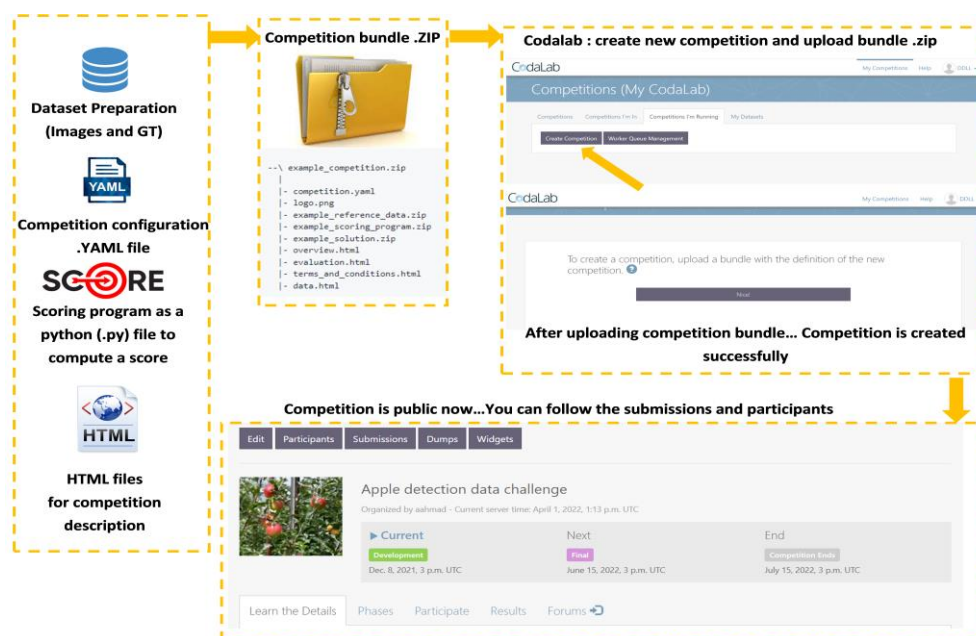 Dataset Preparation
(Images and GT)
YAML
Competition configuration
.YAML file
SCORE
Scoring program as a
python (.py) file to
compute a score
HTML
HTML files
for competition
description
Competition bundle .ZIP
--\ example_competition.zip
|
|- competition.yaml
|- logo.png
|- example_reference_data.zip
|- example_scoring_program.zip
|- example_solution.zip
|- overview.html
|- evaluation.html
|- terms_and_conditions.html
|- data.html
Codalab : create new competition and upload bundle .zip
CodaLab My Competitions Help
Competitions (My CodaLab)
Competitions Competitions I'm In Competitions I'm Running My Datasets
Create Competition Worker Queue Management
CodaLab My Competitions Help
To create a competition, upload a bundle with the definition of the new
competition. ?
Next
After uploading competition bundle... Competition is created
successfully
Competition is public now...You can follow the submissions and participants
Edit Participants Submissions Dumps Widgets
Apple detection data challenge
Organized by aahmad - Current server time: April 1, 2022, 1:13 p.m. UTC
▶ Current Next End
Development Final Competition Ends
Dec. 8, 2021, 3 p.m. UTC June 15, 2022, 3 p.m. UTC July 15, 2022, 3 p.m. UTC
Learn the Details Phases Participate Results Forums